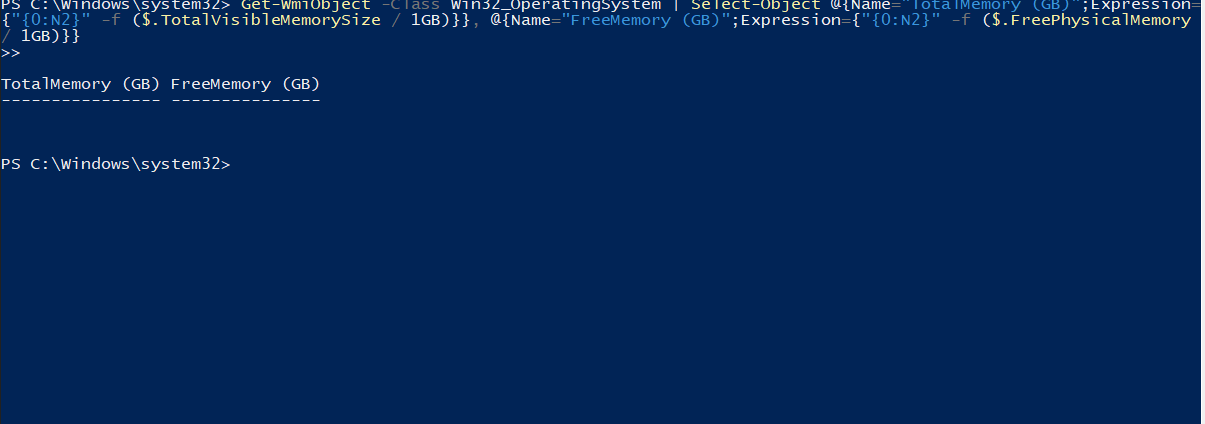 PS C:\Windows\system32> Get-WmiObject -Class Win32_OperatingSystem | Select-Object @{Name="TotalMemory (GB)";Expression=
{"{0:N2}" -f ($.TotalVisibleMemorySize / 1GB)}}, @{Name="FreeMemory (GB)";Expression={"{0:N2}" -f ($.FreePhysicalMemory
/ 1GB)}}
>>
TotalMemory (GB) FreeMemory (GB)
---------------- ---------------
PS C:\Windows\system32>